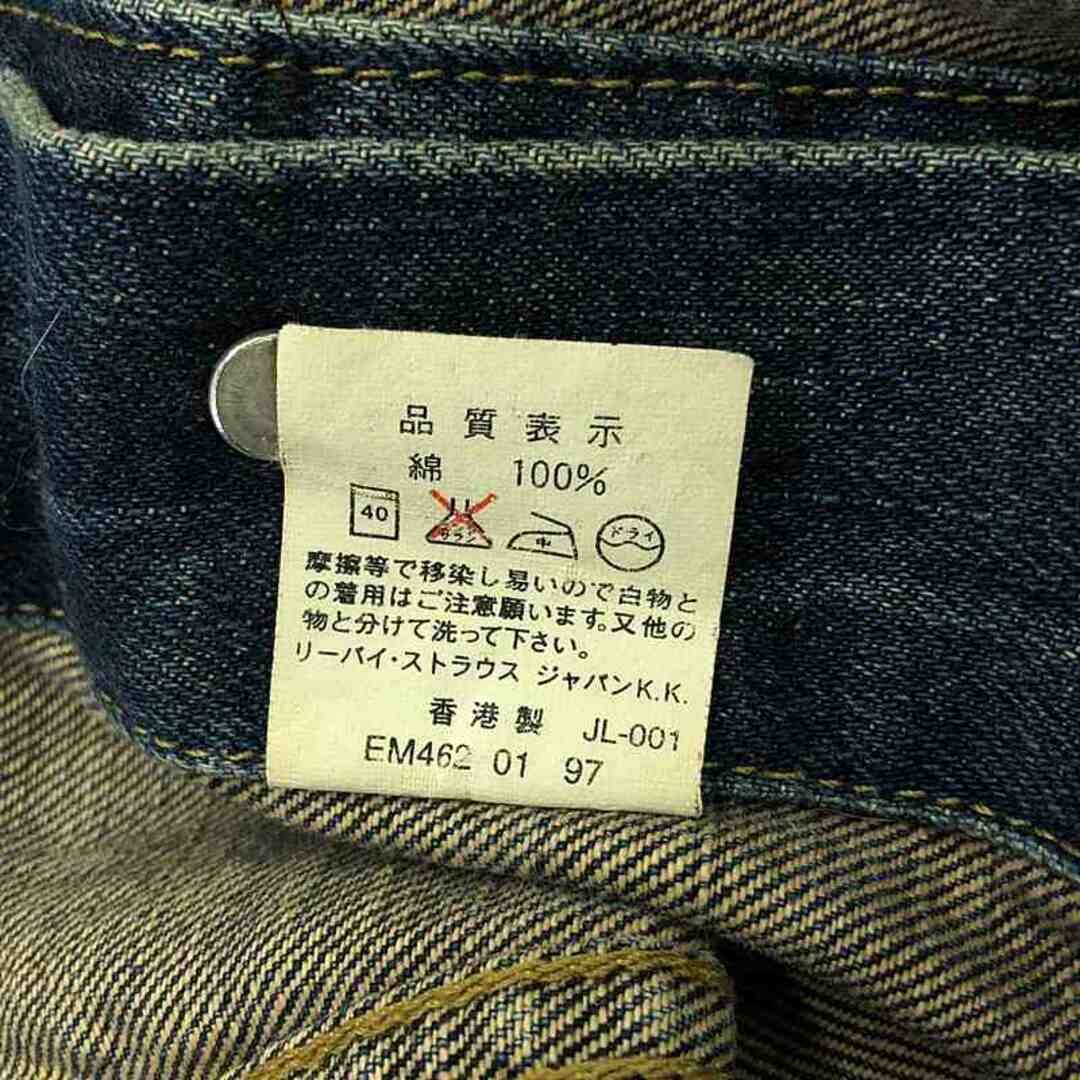 品質表示
綿 100%
40 サラシ 中 ドライ
摩擦等で移染し易いので白物と
の着用はご注意願います。又他の
物と分けて洗って下さい。
リーバイ・ストラウス ジャパンK.K.
香港製 JL-001
EM462 01 97